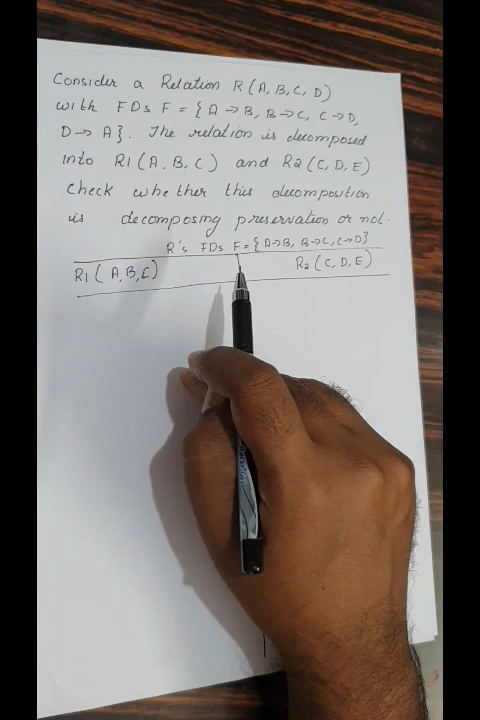 Consider a Relation R(A, B, C, D)
with FDs F = {A → B, B → C, C → D,
D → A}. The relation is decomposed
into R1 (A, B, C) and R2 (C, D, E)
Check whether this decomposition
is decomposing preservation or not.
R's FDs F = {A→B, B→C, C→D}
R1 (A, B, C) R2 (C, D, E)